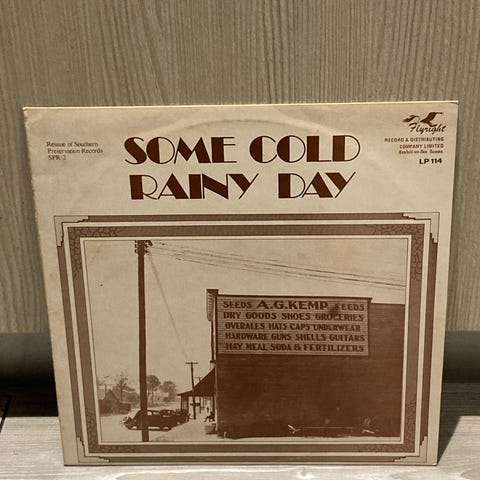 Reissue of Southern
Preservation Records
SPR-2
SOME COLD
RAINY DAY
Flyright
RECORD & DISTRIBUTING
COMPANY LIMITED
Bexhill-on-Sea Sussex
LP 114
SEEDS A.G.KEMP FEEDS
DRY GOODS SHOES GROCERIES
OVERALLS HATS CAPS UNDERWEAR
HARDWARE GUNS SHELLS GUITARS
HAY MEAL SODA & FERTILIZERS